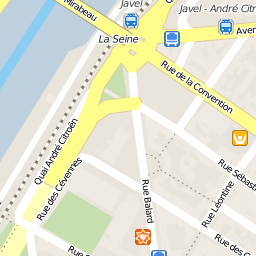 Mirabeau
Javel
Javel - André Citroë
La Seine
Aven
Rue de la Convention
Quai André Citroën
Rue des Cévennes
Rue Balard
Rue Sébast
Rue Léontine
Rue des C